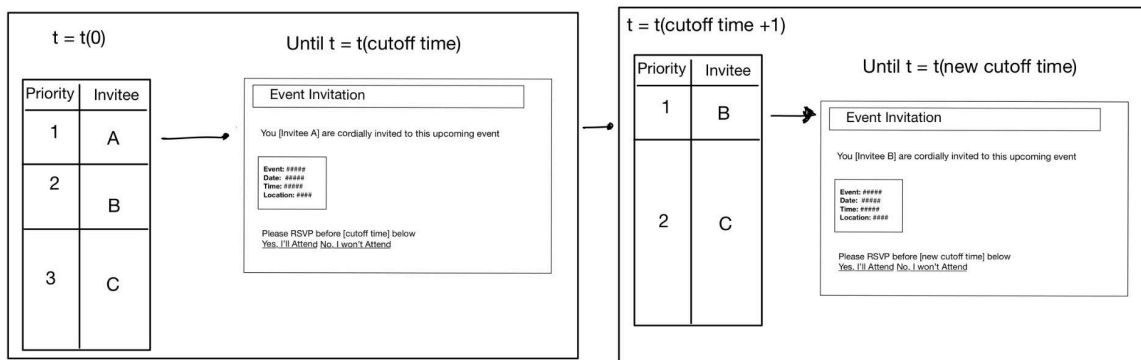 t = t(0)
Until t = t(cutoff time)
Priority Invitee
1 A
2 B
3 C
Event Invitation
You [Invitee A] are cordially invited to this upcoming event
Event: #####
Date: #####
Time: #####
Location: ####
Please RSVP before [cutoff time] below
Yes, I'll Attend No, I won't Attend
t = t(cutoff time +1)
Until t = t(new cutoff time)
Priority Invitee
1 B
2 C
Event Invitation
You [Invitee B] are cordially invited to this upcoming event
Event: #####
Date: #####
Time: #####
Location: ####
Please RSVP before [new cutoff time] below
Yes, I'll Attend No, I won't Attend